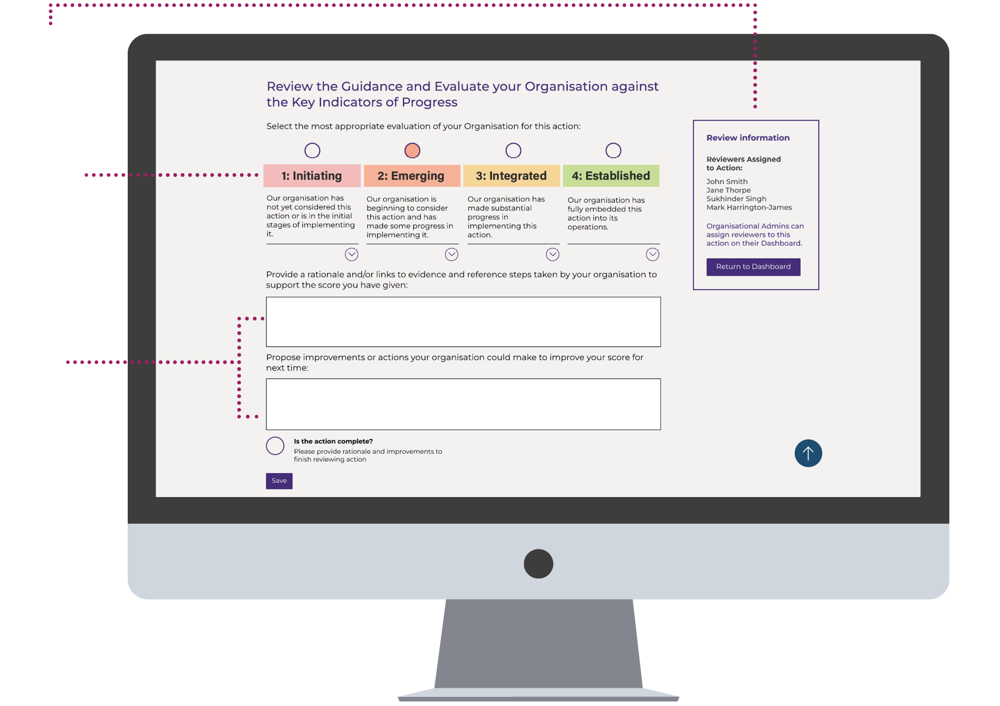 Review the Guidance and Evaluate your Organisation against
the Key Indicators of Progress
Select the most appropriate evaluation of your Organisation for this action:
1: Initiating
Our organisation has
not yet considered this
action or is in the initial
stages of implementing
it.
2: Emerging
Our organisation is
beginning to consider
this action and has
made some progress in
implementing it.
3: Integrated
Our organisation has
made substantial
progress in
implementing this
action.
4: Established
Our organisation has
fully embedded this
action into its
operations.
Provide a rationale and/or links to evidence and reference steps taken by your organisation to
support the score you have given:
Propose improvements or actions your organisation could make to improve your score for
next time:
Is the action complete?
Please provide rationale and improvements to
finish reviewing action
Save
Review information
Reviewers Assigned
to Action:
John Smith
Jane Thorpe
Sukhinder Singh
Mark Harrington-James
Organisational Admins can
assign reviewers to this
action on their Dashboard.
Return to Dashboard